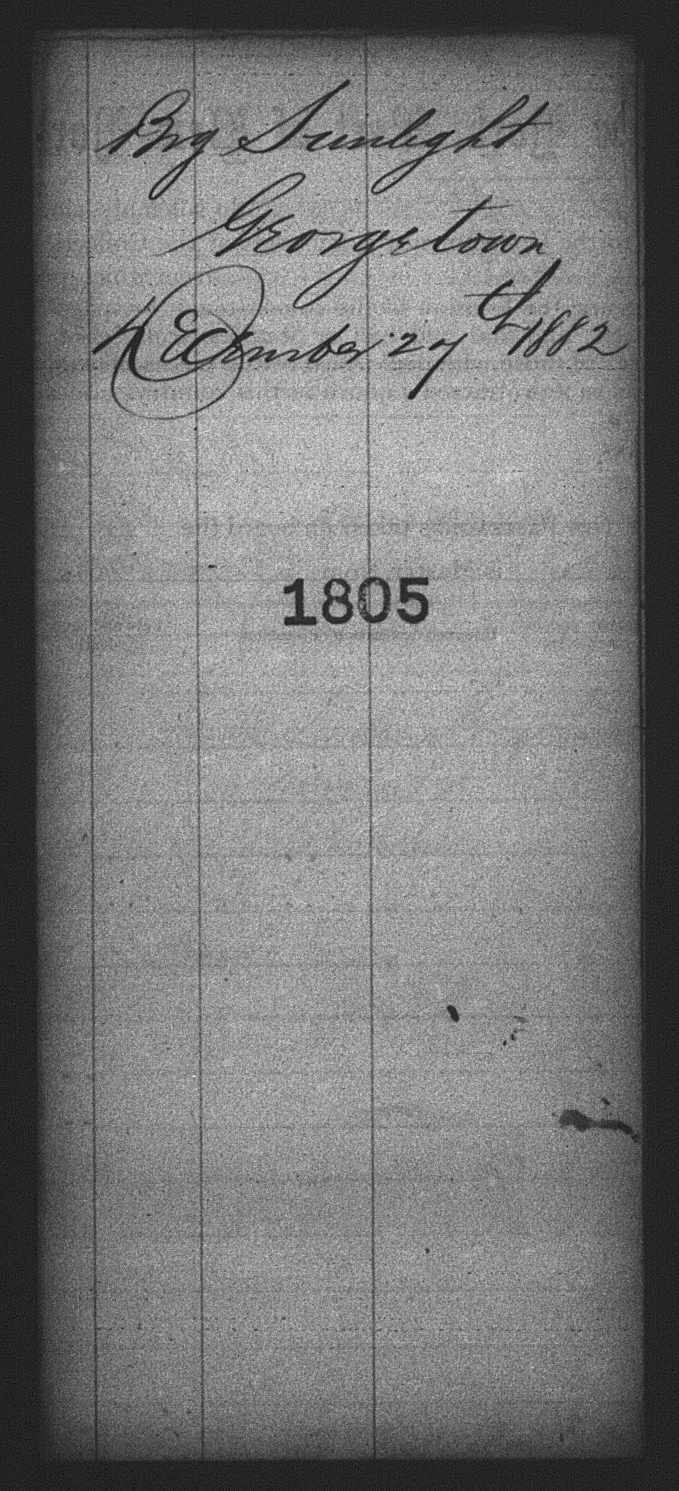 Brg Sunlight
Georgetown
December 27th 1882
1805